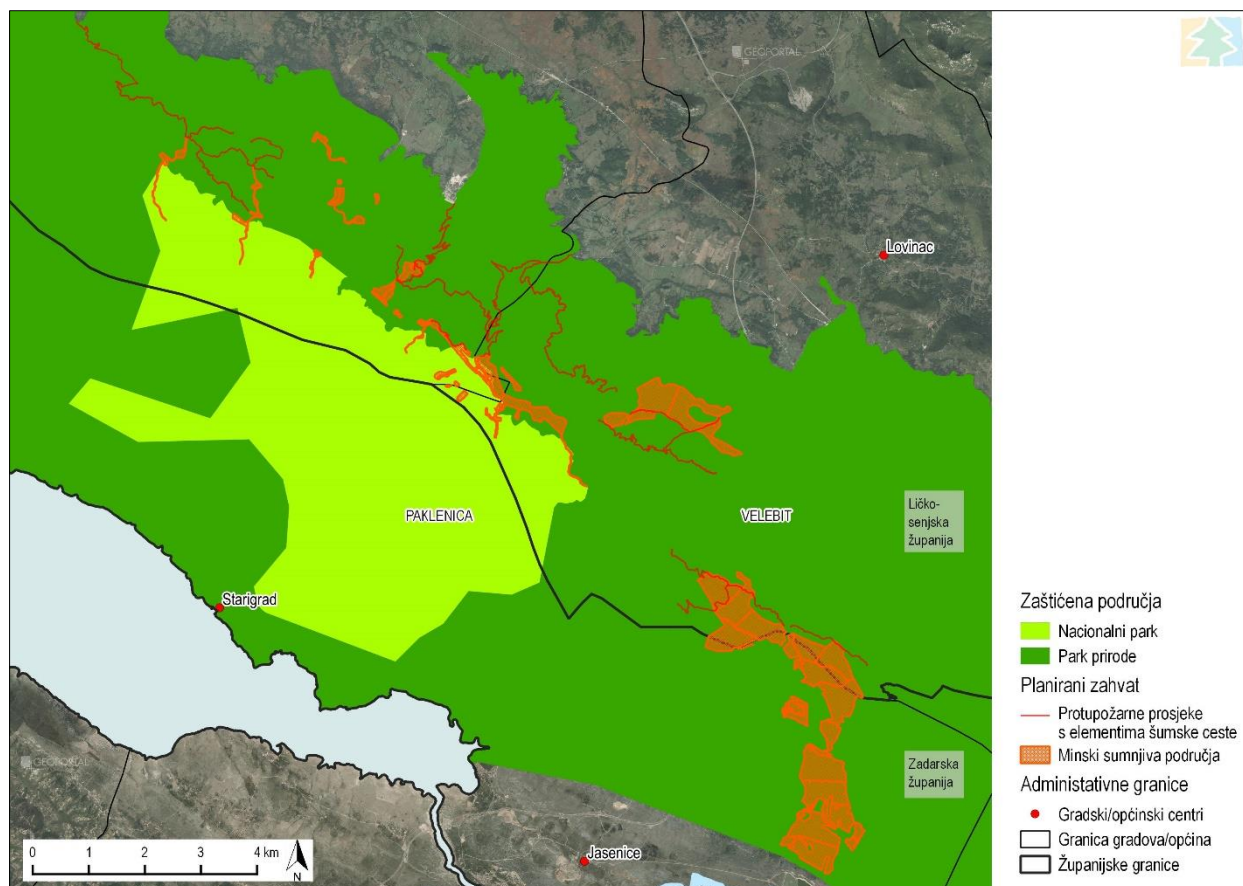 GEOPORTAL
Lovinac
PAKLENICA
VELEBIT
Ličko-
senjska
županija
Starigrad
Zadarska
županija
GEOPORTAL
Jasenice
0 1 2 3 4 km
N
Zaštićena područja
Nacionalni park
Park prirode
Planirani zahvat
Protupožarne prosjeke
s elementima šumske ceste
Minski sumnjiva područja
Administativne granice
Gradski/općinski centri
Granica gradova/općina
Županijske granice